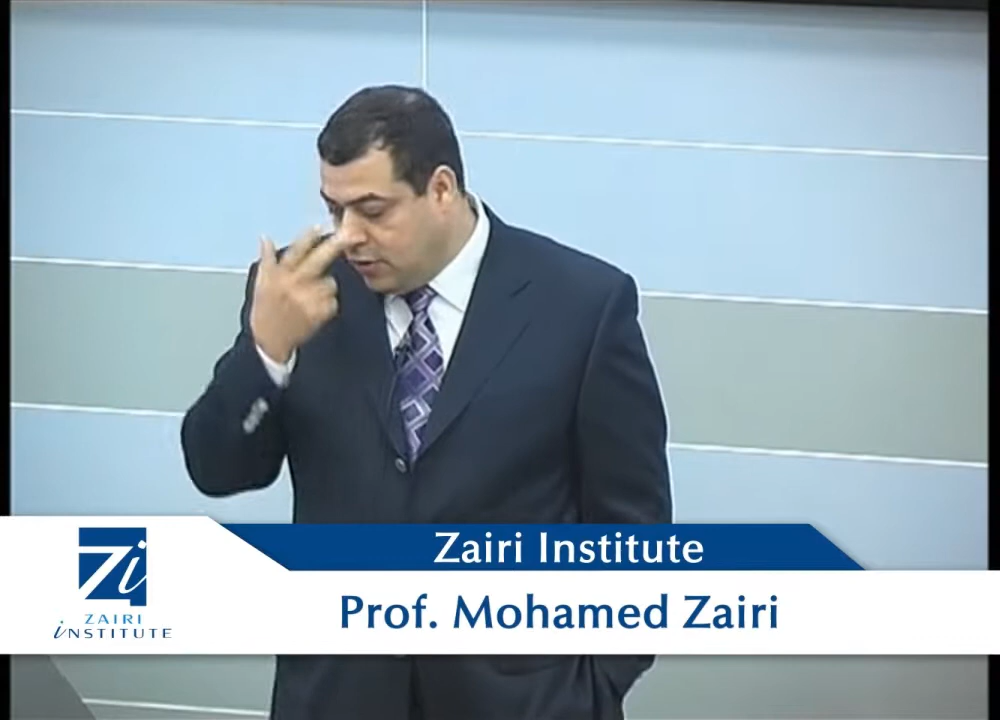 Zairi Institute
Prof. Mohamed Zairi
Zi
ZAIRI
iNSTITUTE